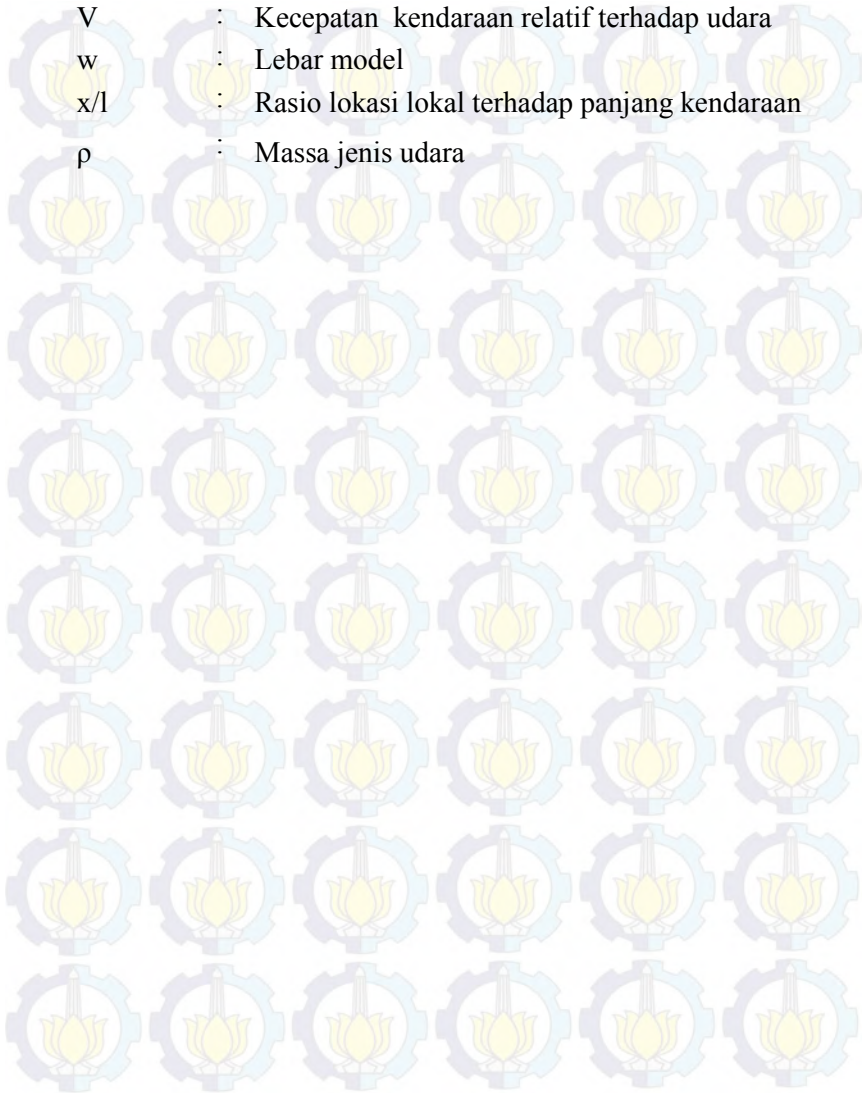 V : Kecepatan kendaraan relatif terhadap udara
w : Lebar model
x/l : Rasio lokasi lokal terhadap panjang kendaraan
ρ : Massa jenis udara